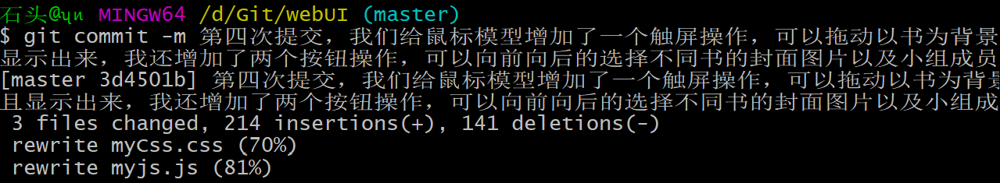 石头@yn MINGW64 /d/Git/webUI (master)
$ git commit -m 第四次提交，我们给鼠标模型增加了一个触屏操作，可以拖动以书为背景
显示出来，我还增加了两个按钮操作，可以向前向后的选择不同书的封面图片以及小组成员
[master 3d4501b] 第四次提交，我们给鼠标模型增加了一个触屏操作，可以拖动以书为背景
且显示出来，我还增加了两个按钮操作，可以向前向后的选择不同书的封面图片以及小组成
3 files changed, 214 insertions(+), 141 deletions(-)
rewrite myCss.css (70%)
rewrite myjs.js (81%)